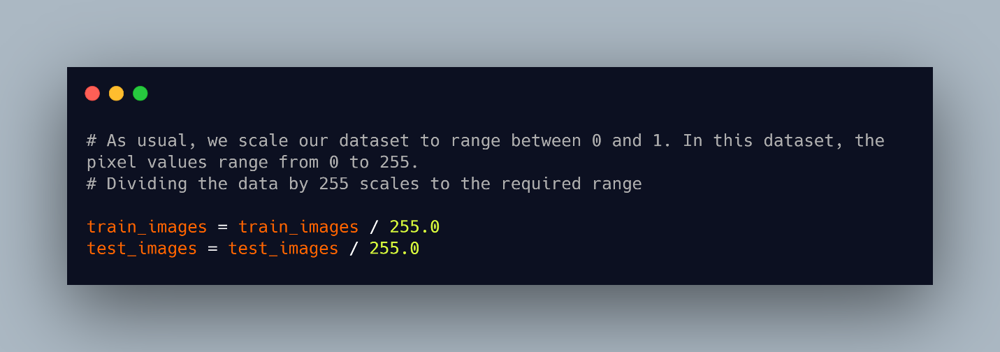 # As usual, we scale our dataset to range between 0 and 1. In this dataset, the
pixel values range from 0 to 255.
# Dividing the data by 255 scales to the required range
train_images = train_images / 255.0
test_images = test_images / 255.0